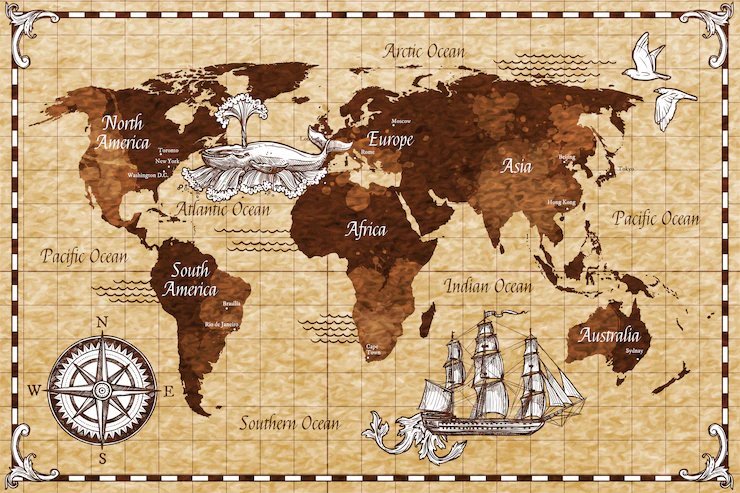 Arctic Ocean
North
America
Toronto
New York
Washington D.C.
Moscow
Europe
Rome
Asia
Beijing
Tokyo
Hong Kong
Atlantic Ocean
Africa
Pacific Ocean
Pacific Ocean
South
America
Brasilia
Rio de Janeiro
Indian Ocean
Cape
Town
Australia
Sydney
N
W
E
S
Southern Ocean